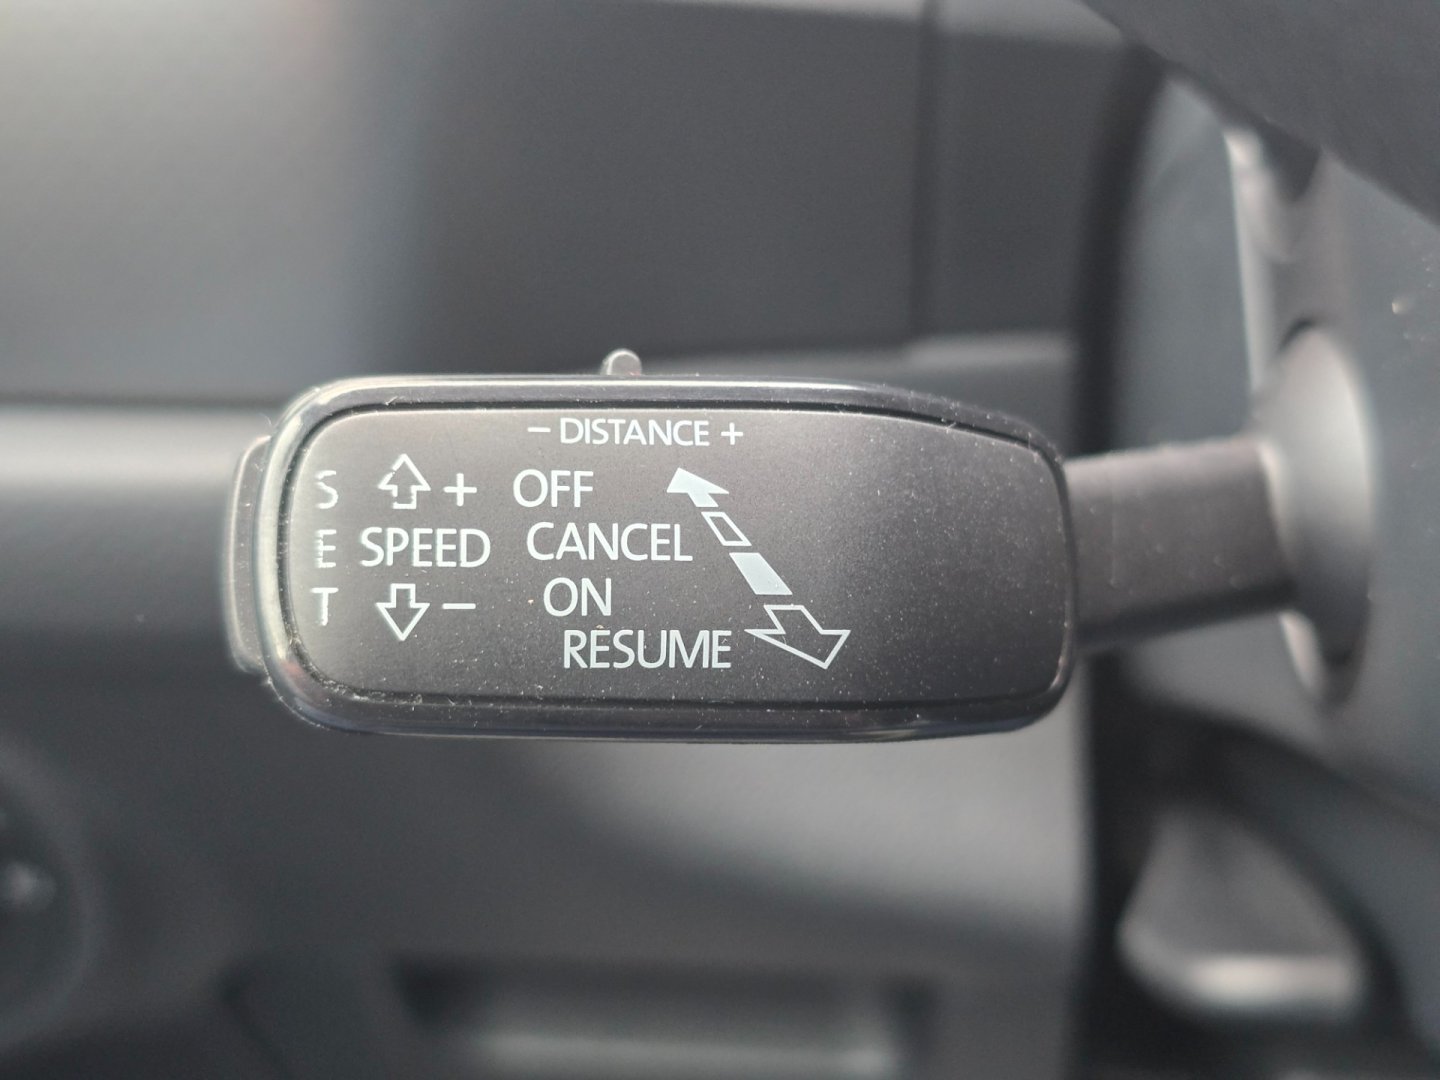 – DISTANCE +
S + OFF
E SPEED CANCEL
T – ON
RESUME